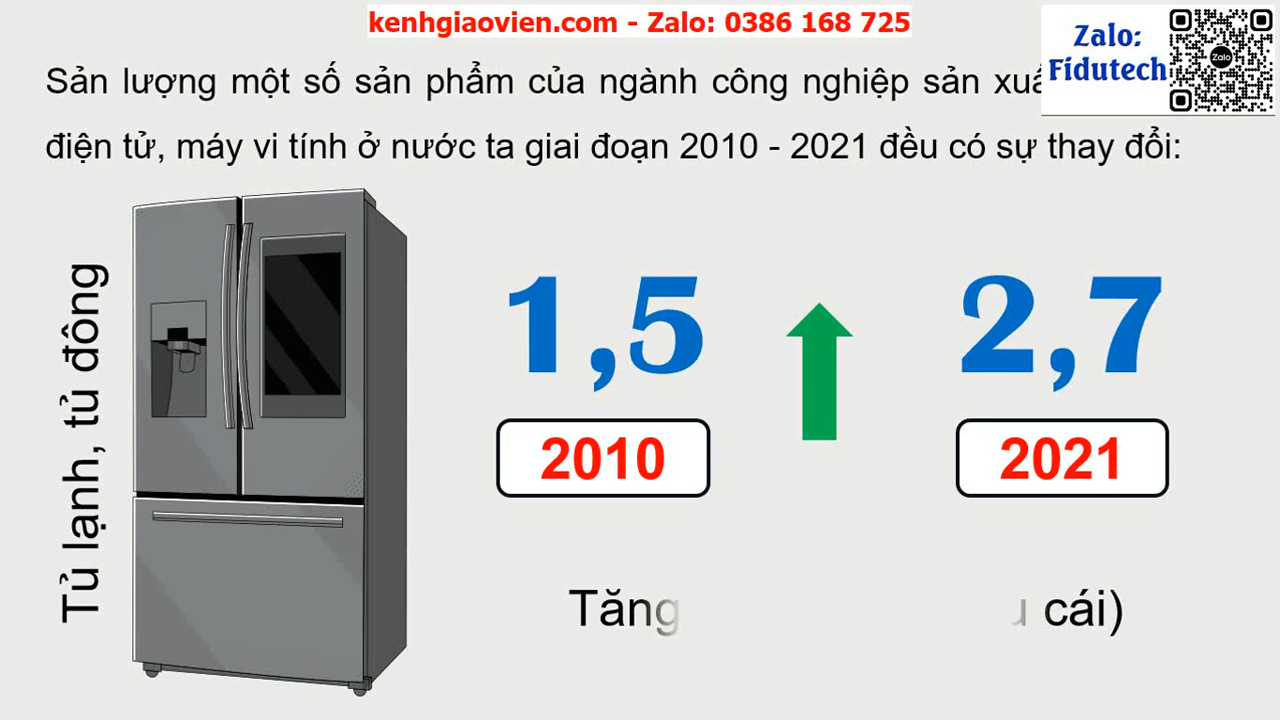 kenhgiaovien.com - Zalo: 0386 168 725
Zalo:
Fidutech
Zalo
Sản lượng một số sản phẩm của ngành công nghiệp sản
điện tử, máy vi tính ở nước ta giai đoạn 2010 - 2021 đều có sự thay đổi:
Tủ lạnh, tủ đông
1,5
2,7
2010
2021
Tăng cái)